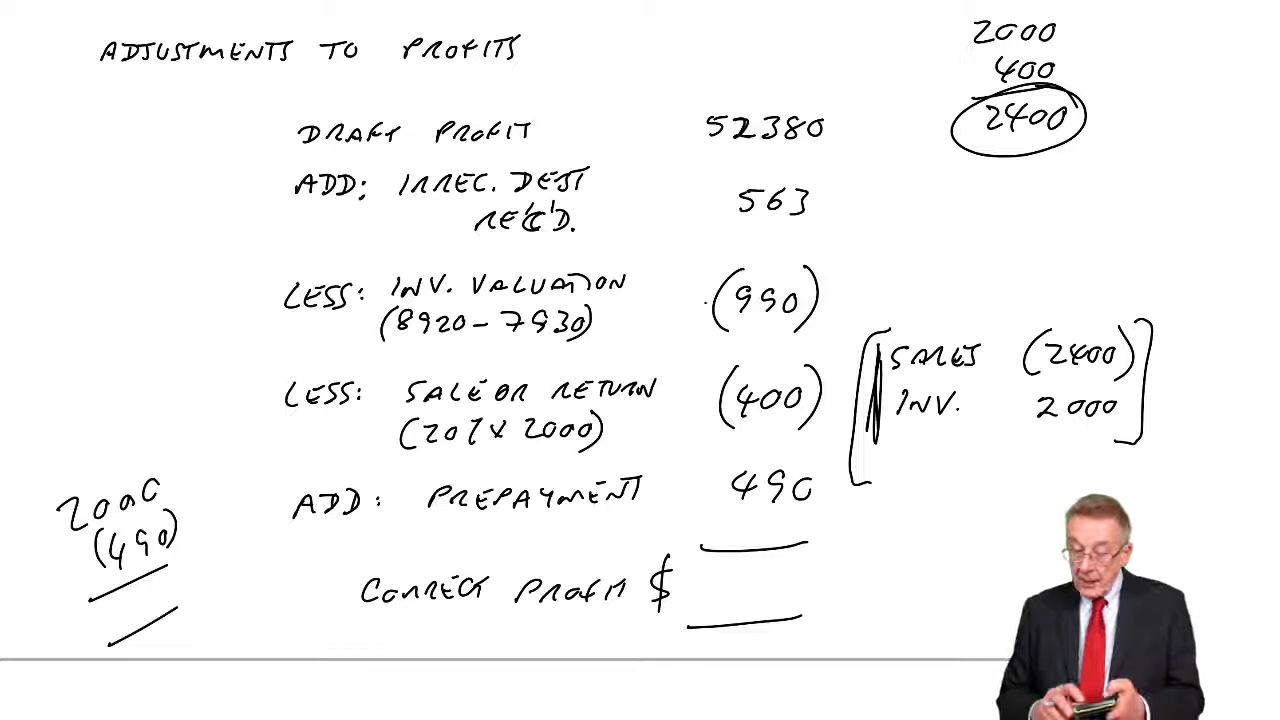 ADJUSTMENTS TO PROFITS
2000
400
2400
DRAFT PROFIT 52380
ADD: IRREC. DEBT 563
REC'D.
LESS: INV. VALUATION (990)
(8920 - 7930)
LESS: SALE OR RETURN (400)
(20% x 2000)
[SALES (2400)]
INV. 2000
ADD: PREPAYMENT 490
2000
(490)
CORRECT PROFIT $